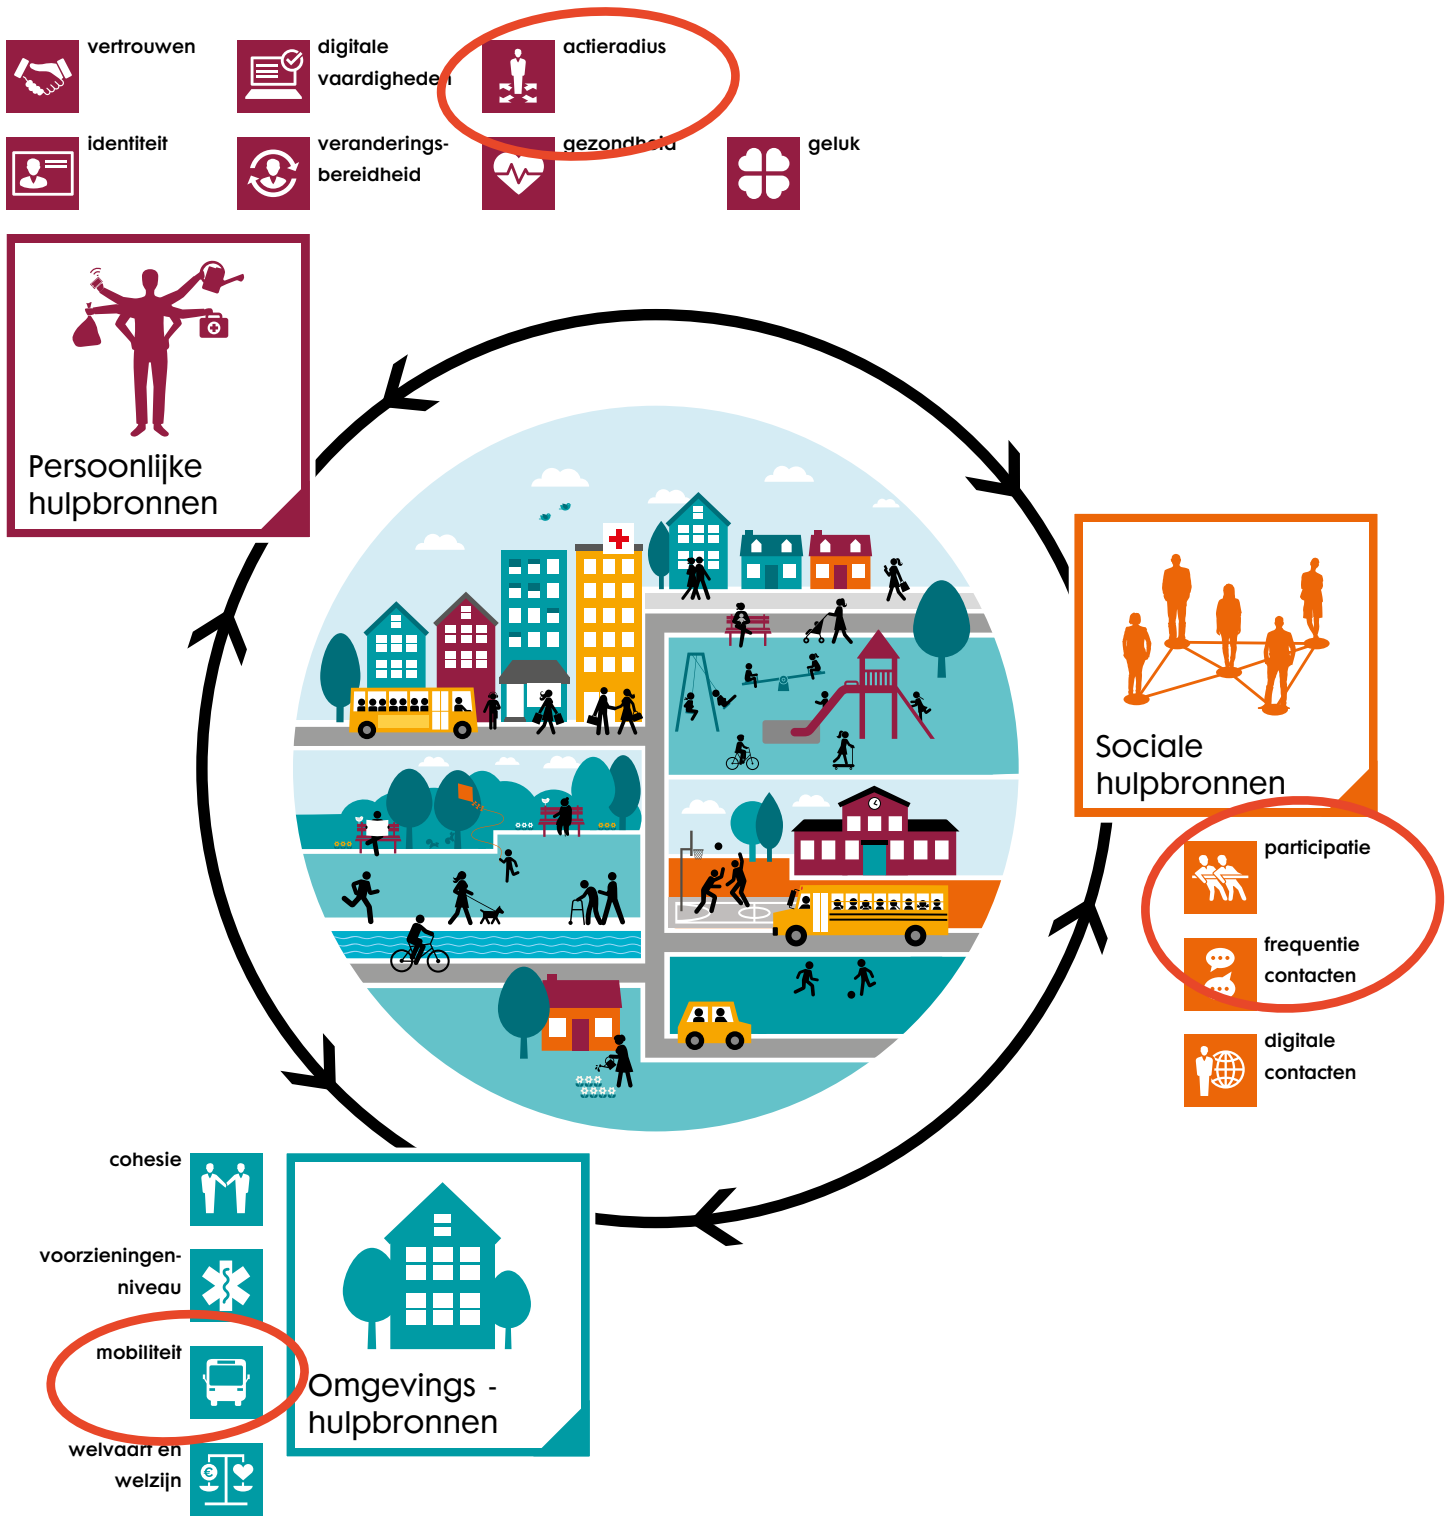 vertrouwen
digitale
vaardigheden
actieradius
identiteit
veranderings-
bereidheid
gezondheid
geluk
Persoonlijke
hulpbronnen
Sociale
hulpbronnen
participatie
frequentie
contacten
digitale
contacten
cohesie
voorzieningen-
niveau
mobiliteit
welvaart en
welzijn
€
Omgevings -
hulpbronnen